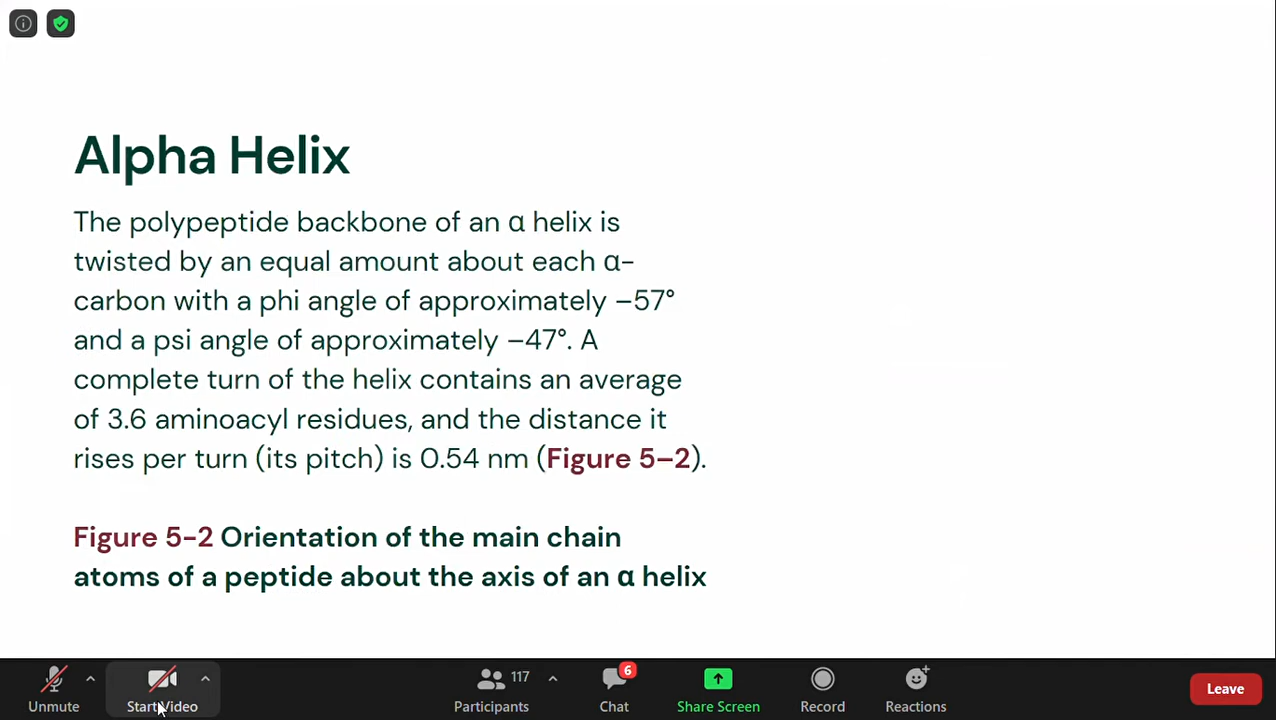 Alpha Helix
The polypeptide backbone of an α helix is
twisted by an equal amount about each α-
carbon with a phi angle of approximately –57°
and a psi angle of approximately –47°. A
complete turn of the helix contains an average
of 3.6 aminoacyl residues, and the distance it
rises per turn (its pitch) is 0.54 nm (Figure 5–2).
Figure 5-2 Orientation of the main chain
atoms of a peptide about the axis of an α helix
117
6
Unmute
Start Video
Participants
Chat
Share Screen
Record
Reactions
Leave